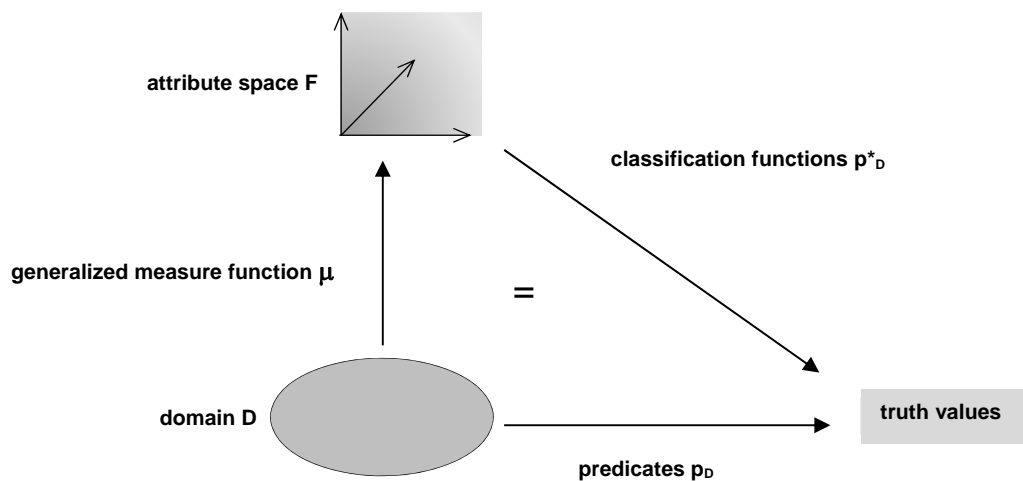 attribute space F
classification functions p*D
generalized measure function μ
=
domain D
truth values
predicates pD